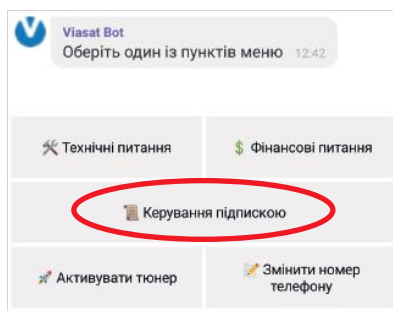 Viasat Bot
Оберіть один із пунктів меню 12:42
🛠 Технічні питання
💲 Фінансові питання
📜 Керування підпискою
🚀 Активувати тюнер
📝 Змінити номер
телефону